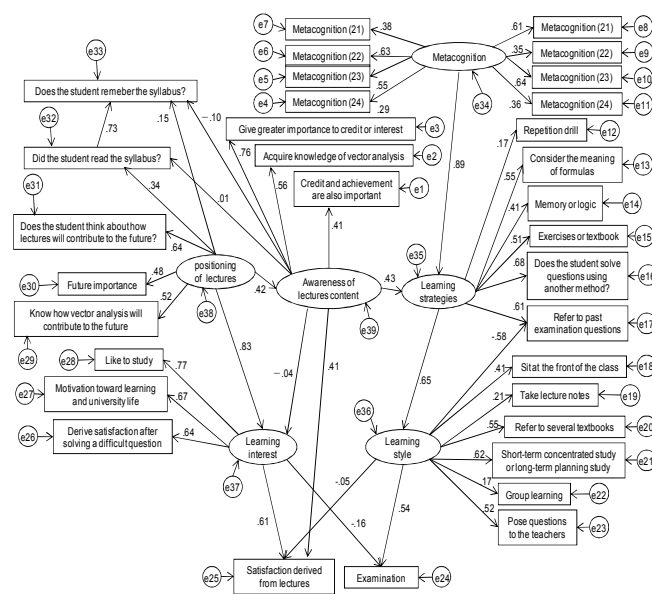 e33
e7
Metacognition (21)
.38
.61
Metacognition (21)
e8
e6
Metacognition (22)
.63
Metacognition
.35
Metacognition (22)
e9
e5
Metacognition (23)
.64
Metacognition (23)
e10
e4
Metacognition (24)
.55
e34
.36
Metacognition (24)
e11
Does the student remeber the syllabus?
.29
e32
.15
-.10
Give greater importance to credit or interest
e3
Repetition drill
e12
.73
.76
Acquire knowledge of vector analysis
e2
.17
Did the student read the syllabus?
.56
.89
Consider the meaning
of formulas
e13
e31
.34
.01
Credit and achievement
are also important
e1
.55
Memory or logic
e14
Does the student think about how
lectures will contribute to the future?
.64
.41
.41
.51
Exercises or textbook
e15
e35
e30
Future importance
.48
positioning
of lectures
.42
Awareness of
lectures content
.43
Learning
strategies
.68
Does the student solve
questions using
another method?
e16
Know how vector analysis will
contribute to the future
.52
e38
e39
.61
Refer to past
examination questions
e17
e29
e28
Like to study
.77
.83
-.04
.41
.65
-.58
.41
Sit at the front of the class
e18
e27
Motivation toward learning
and university life
.67
e36
.21
Take lecture notes
e19
e26
Derive satisfaction after
solving a difficult question
.64
Learning
interest
Learning
style
.55
Refer to several textbooks
e20
.62
Short-term concentrated study
or long-term planning study
e21
e37
-.05
.17
Group learning
e22
.61
-.16
.54
.52
Pose questions
to the teachers
e23
e25
Satisfaction derived
from lectures
Examination
e24